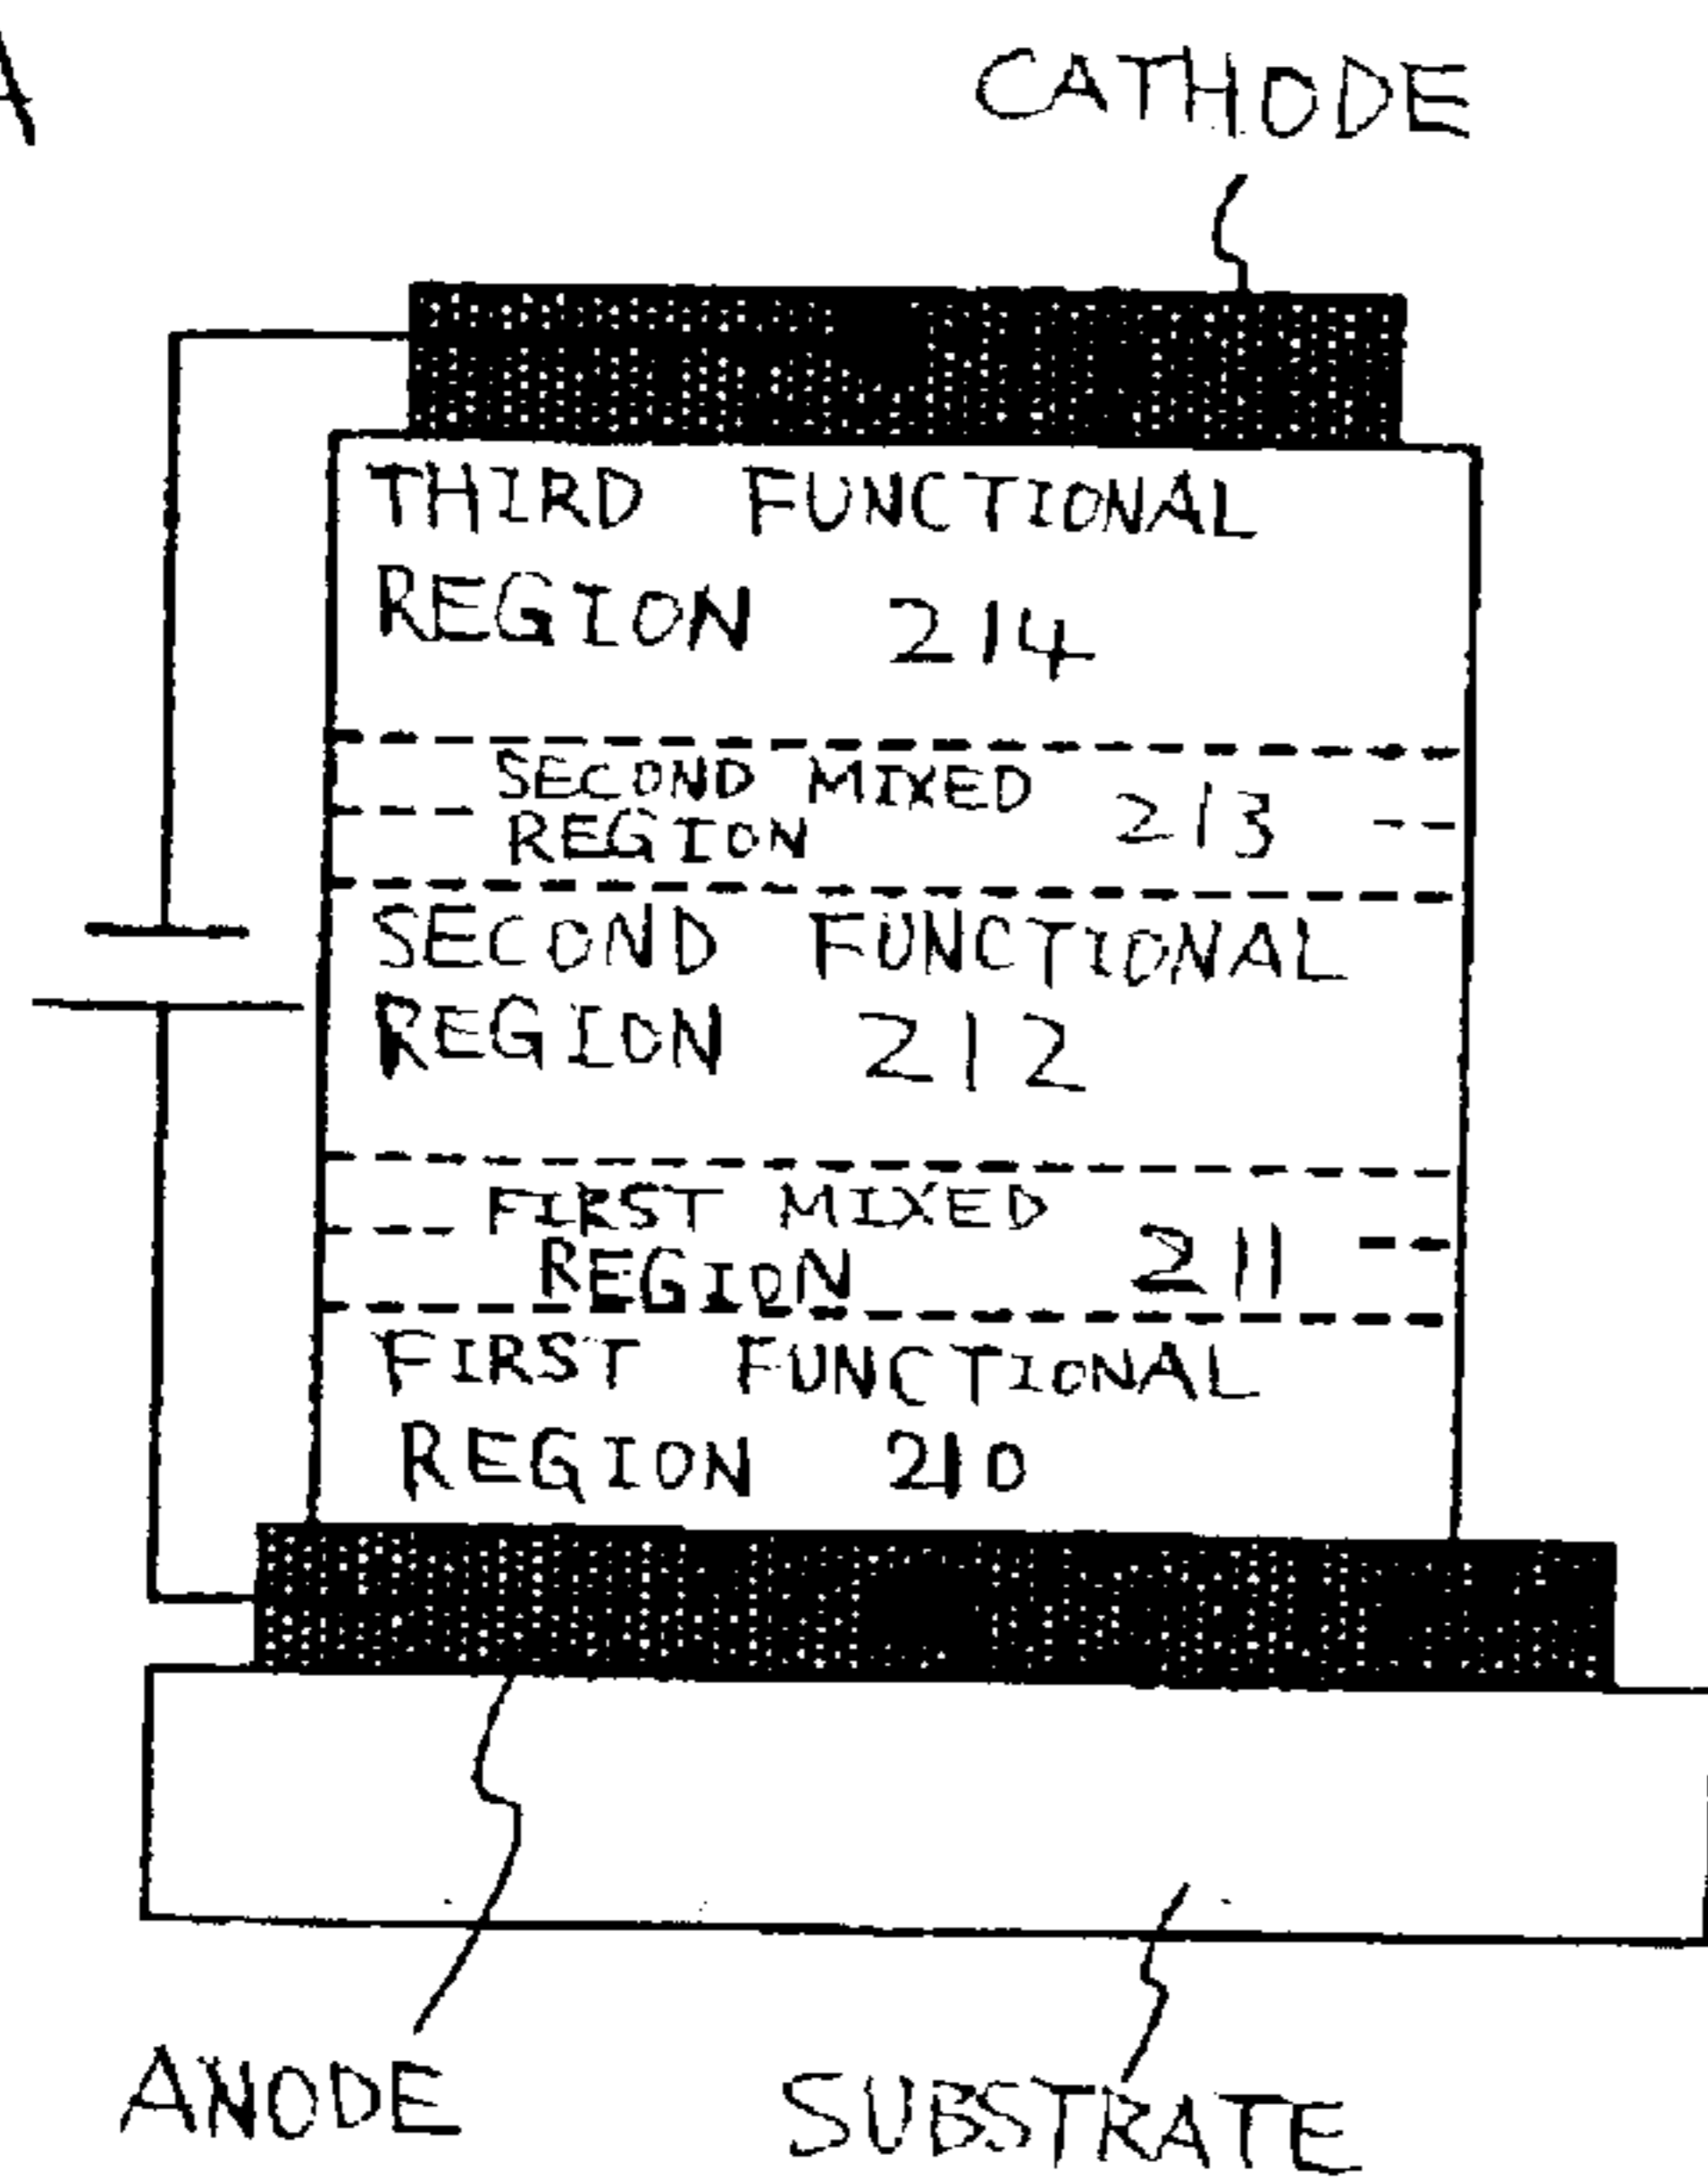 A
CATHODE
THIRD FUNCTIONAL
REGION 214
SECOND MIXED
REGION 213
SECOND FUNCTIONAL
REGION 212
FIRST MIXED
REGION 211
FIRST FUNCTIONAL
REGION 210
ANODE
SUBSTRATE